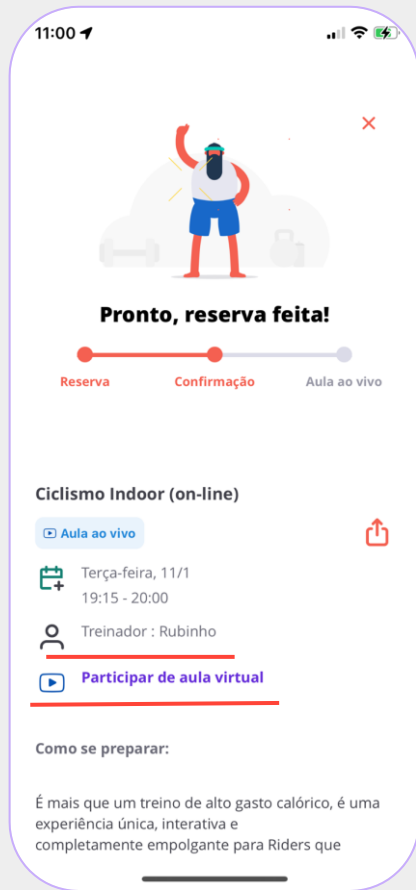 11:00
Pronto, reserva feita!
Reserva Confirmação Aula ao vivo
Ciclismo Indoor (on-line)
Aula ao vivo
Terça-feira, 11/1
19:15 - 20:00
Treinador : Rubinho
Participar de aula virtual
Como se preparar:
É mais que um treino de alto gasto calórico, é uma
experiência única, interativa e
completamente empolgante para Riders que